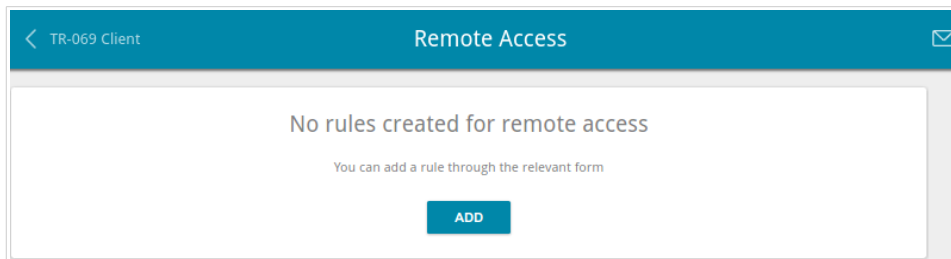 TR-069 Client
Remote Access
No rules created for remote access
You can add a rule through the relevant form
ADD